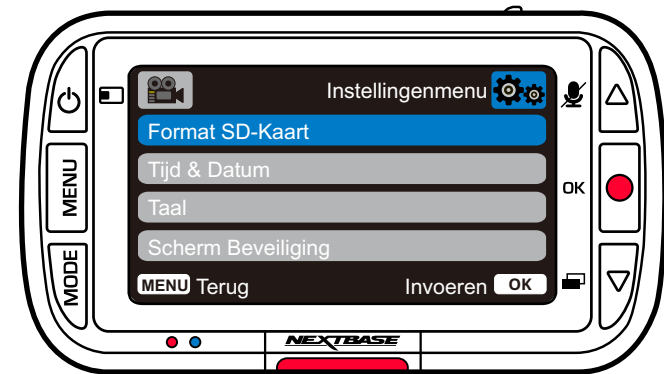 Instellingenmenu
Format SD-Kaart
Tijd & Datum
Taal
Scherm Beveiliging
MENU Terug
Invoeren OK
MENU
MODE
OK
NEXTBASE